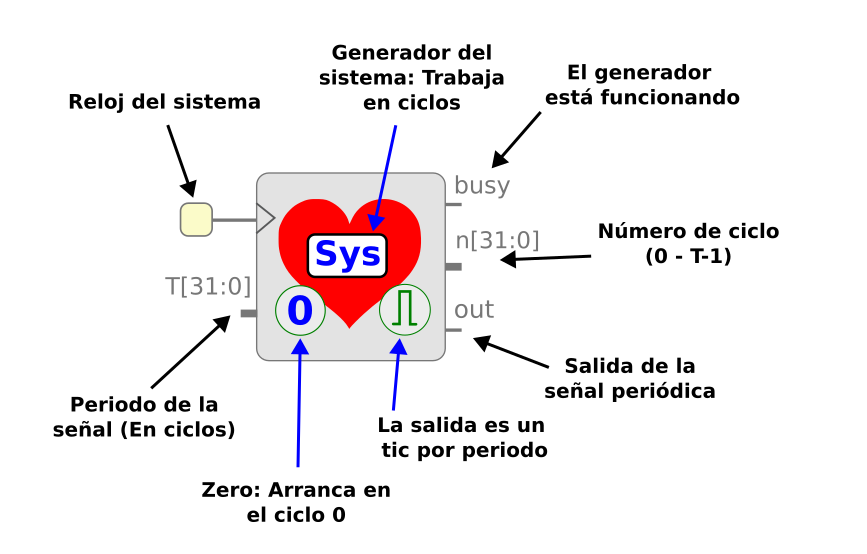 Generador del
sistema: Trabaja
en ciclos
El generador
está funcionando
Reloj del sistema
busy
Sys
n[31:0]
Número de ciclo
(0 - T-1)
T[31:0]
0
out
Salida de la
señal periódica
Periodo de la
señal (En ciclos)
La salida es un
tic por periodo
Zero: Arranca en
el ciclo 0